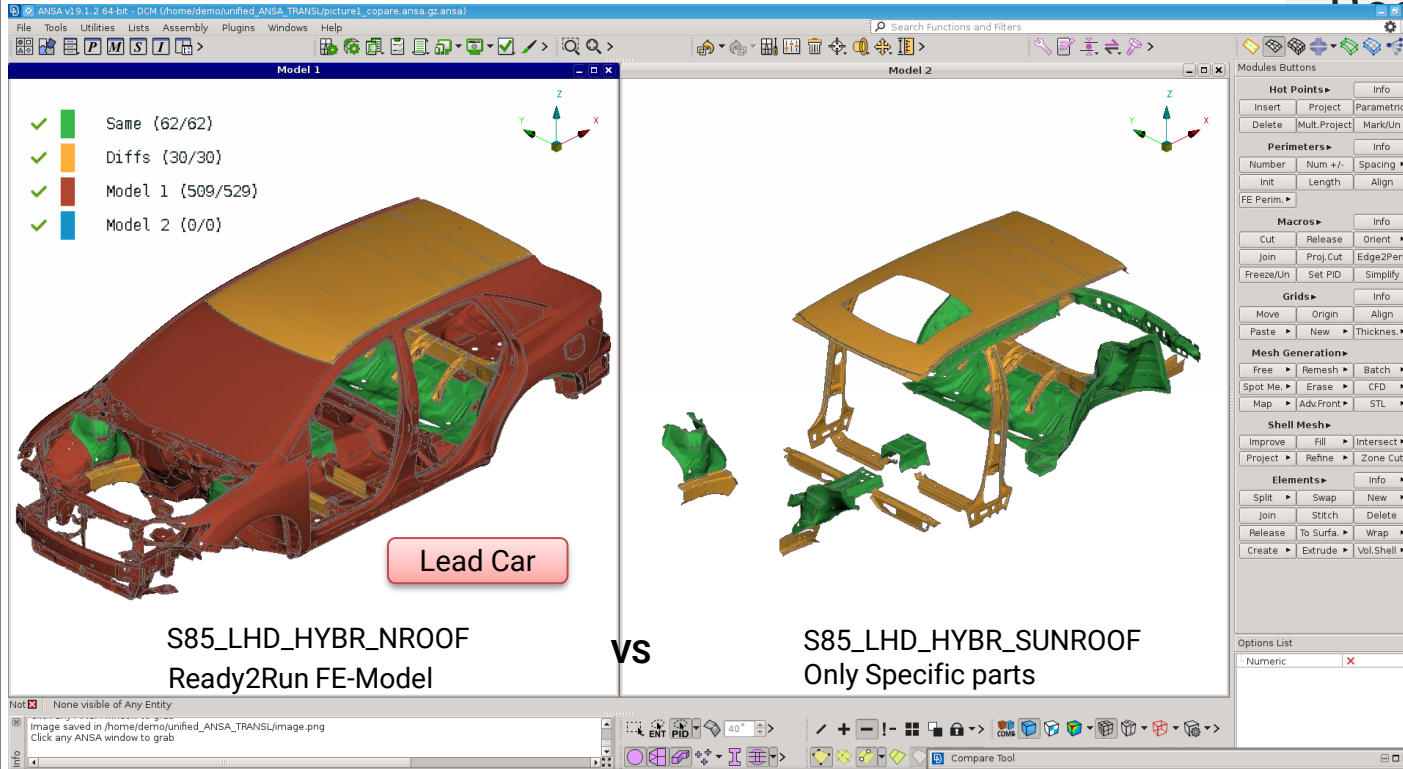 ANSA v19.1.2 64-bit - DCM (/home/demo/unified_ANSA_TRANSL/picture1_copare.ansa.gz.ansa)
File Tools Utilities Lists Assembly Plugins Windows Help
Search Functions and Filters
P M S I
Model 1
Model 2
Same (62/62)
Diffs (30/30)
Model 1 (509/529)
Model 2 (0/0)
Z
Y
X
Z
Y
X
Lead Car
S85_LHD_HYBR_NROOF
Ready2Run FE-Model
VS
S85_LHD_HYBR_SUNROOF
Only Specific parts
Modules Buttons
Hot Points Info
Insert Project Parametric
Delete Mult.Project Mark/Un
Perimeters Info
Number Num +/- Spacing
Init Length Align
FE Perim.
Macros Info
Cut Release Orient
Join Proj.Cut Edge2Per
Freeze/Un Set PID Simplify
Grids Info
Move Origin Align
Paste New Thicknes.
Mesh Generation
Free Remesh Batch
Spot Me. Erase CFD
Map Adv.Front STL
Shell Mesh
Improve Fill Intersect
Project Refine Zone Cut
Elements Info
Split Swap New
Join Stitch Delete
Release To Surfa. Wrap
Create Extrude Vol.Shell
Options List
Numeric
Not None visible of Any Entity
Image saved in /home/demo/unified_ANSA_TRANSL/image.png
Click any ANSA window to grab
Info
ENT PID 40°
COMB
Compare Tool